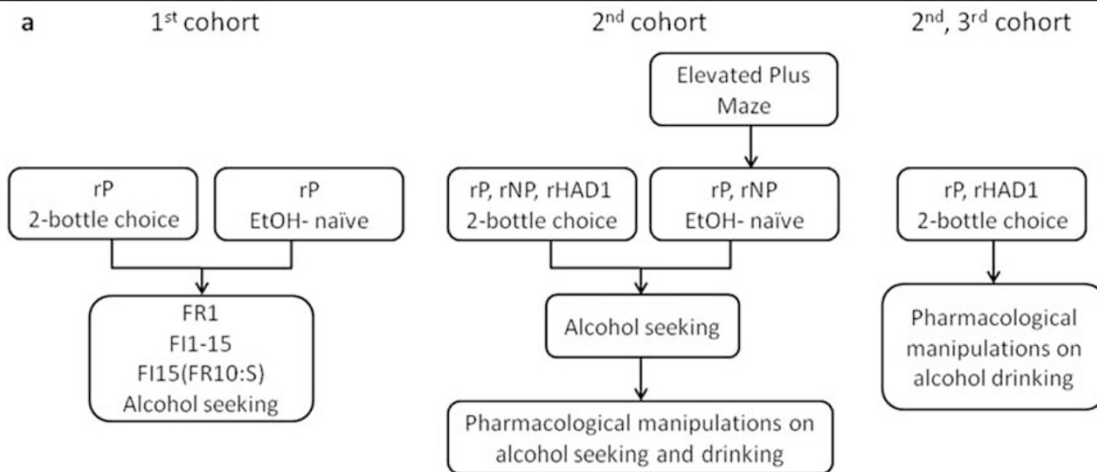 a
1st cohort
rP
2-bottle choice
rP
EtOH- naïve
FR1
FI1-15
FI15(FR10:S)
Alcohol seeking
2nd cohort
Elevated Plus
Maze
rP, rNP, rHAD1
2-bottle choice
rP, rNP
EtOH- naïve
Alcohol seeking
Pharmacological manipulations on
alcohol seeking and drinking
2nd, 3rd cohort
rP, rHAD1
2-bottle choice
Pharmacological
manipulations on
alcohol drinking